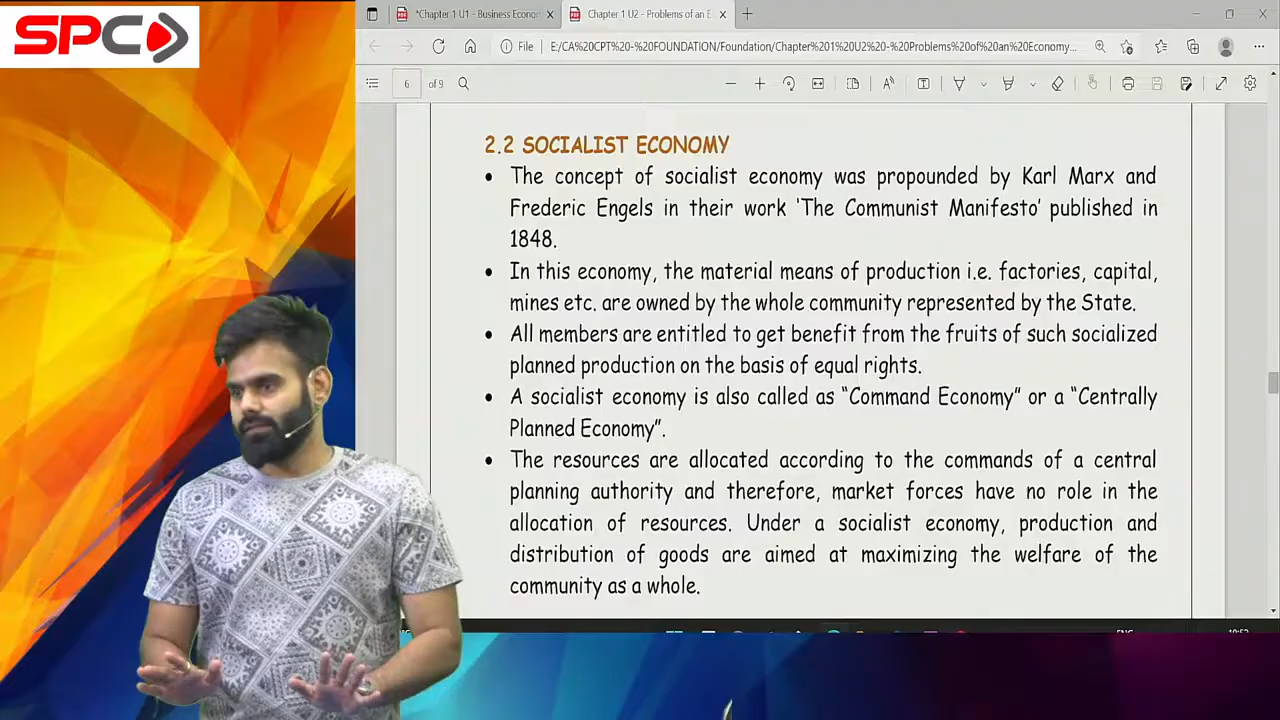 SPC
*Chapter 1 U1 - Business Econor
Chapter 1 U2 - Problems of an E
File
E:/CA%20CPT%20-%20FOUNDATION/Foundation/Chapter%201%20U2%20-%20Problems%20of%20an%20Economy...
6
of 9
2.2 SOCIALIST ECONOMY
• The concept of socialist economy was propounded by Karl Marx and
Frederic Engels in their work 'The Communist Manifesto' published in
1848.
• In this economy, the material means of production i.e. factories, capital,
mines etc. are owned by the whole community represented by the State.
• All members are entitled to get benefit from the fruits of such socialized
planned production on the basis of equal rights.
• A socialist economy is also called as “Command Economy” or a “Centrally
Planned Economy”.
• The resources are allocated according to the commands of a central
planning authority and therefore, market forces have no role in the
allocation of resources. Under a socialist economy, production and
distribution of goods are aimed at maximizing the welfare of the
community as a whole.